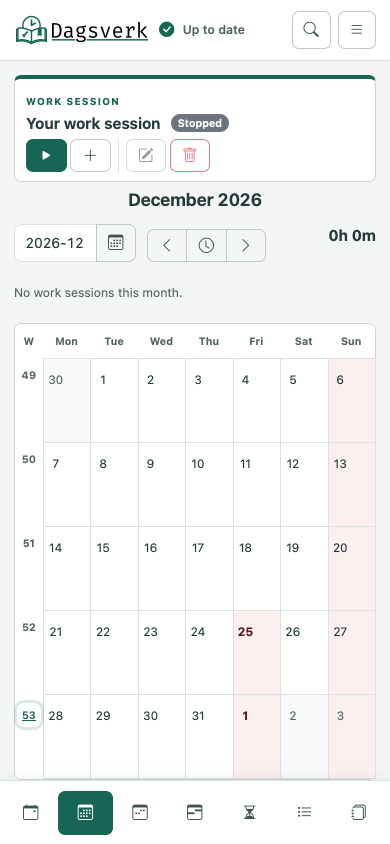 Dagsverk
Up to date
WORK SESSION
Your work session Stopped
December 2026
2026-12
0h 0m
No work sessions this month.
W Mon Tue Wed Thu Fri Sat Sun
49 30 1 2 3 4 5 6
50 7 8 9 10 11 12 13
51 14 15 16 17 18 19 20
52 21 22 23 24 25 26 27
53 28 29 30 31 1 2 3